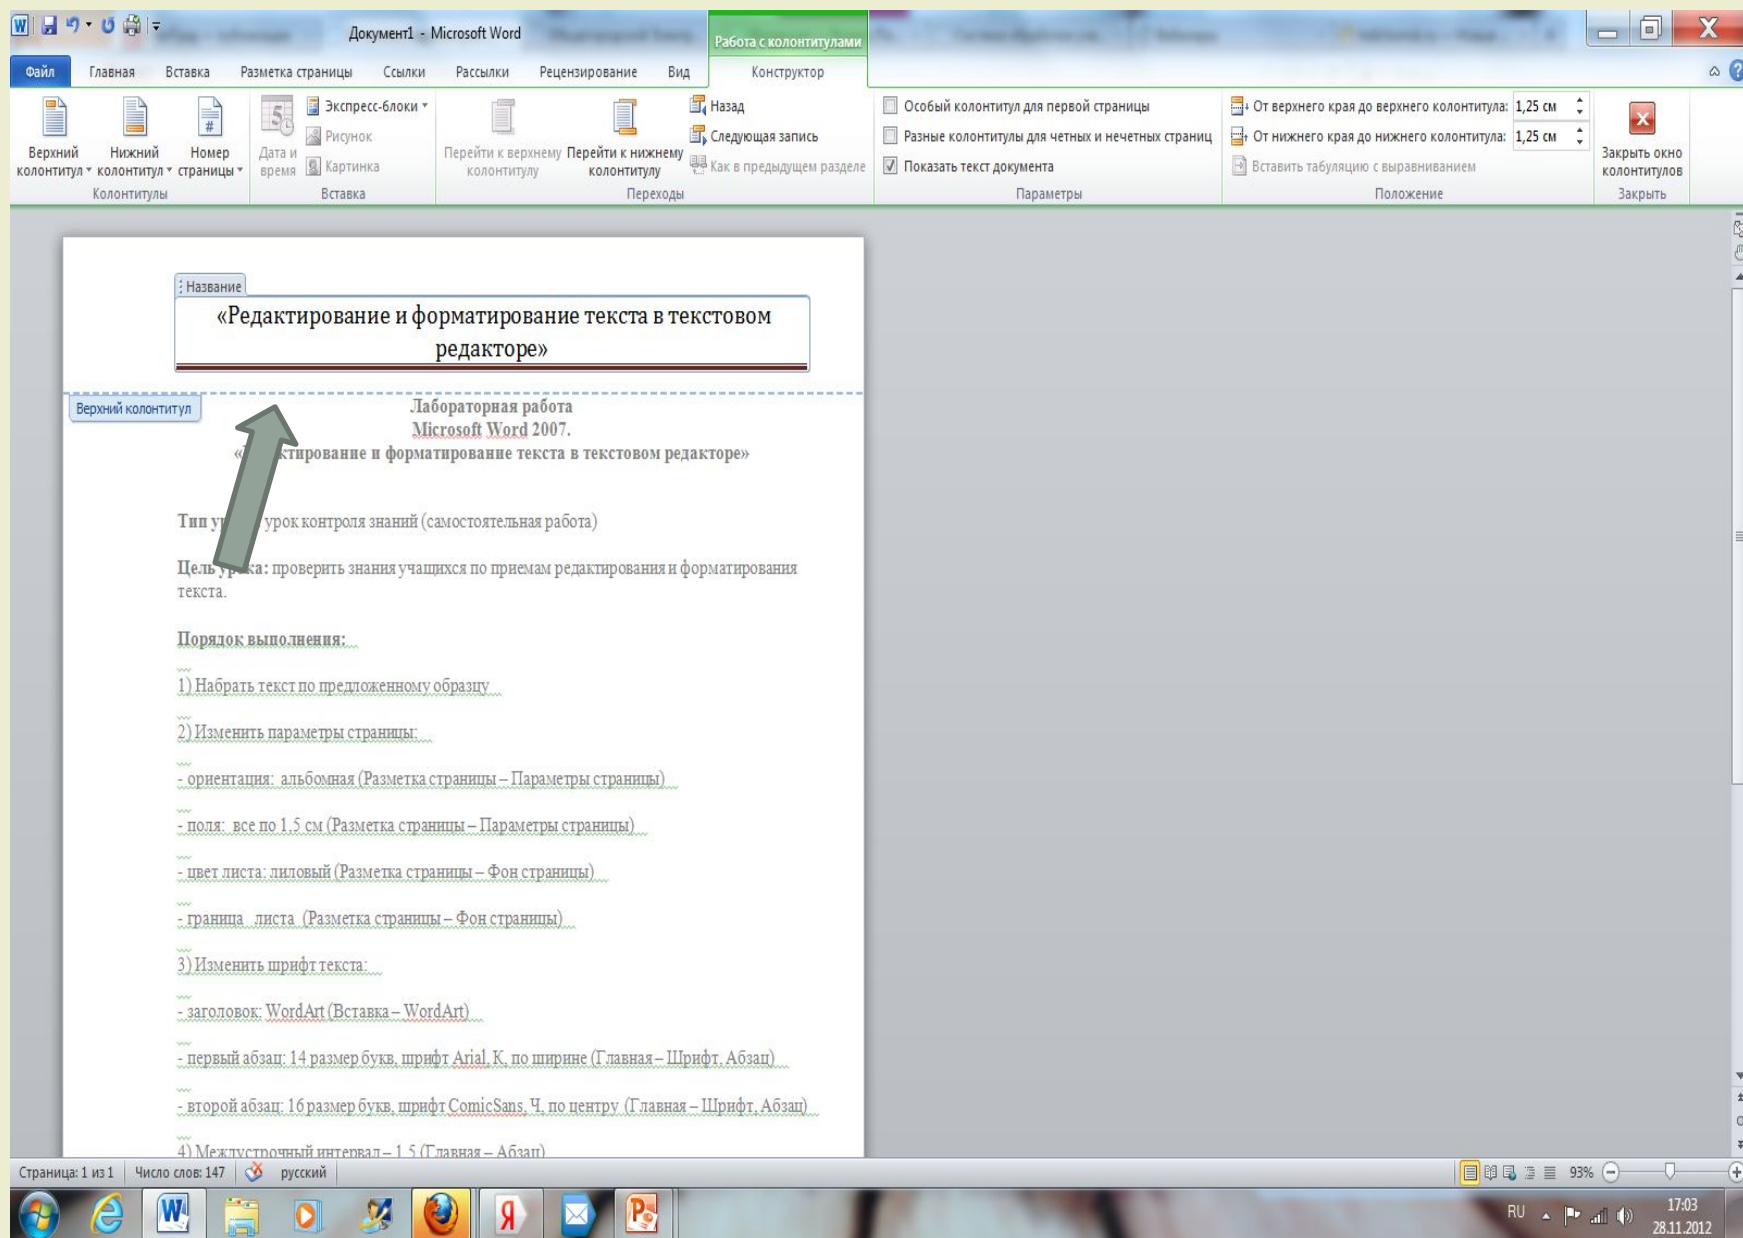 Документ1 - Microsoft Word
Работа с колонтитулами
Файл Главная Вставка Разметка страницы Ссылки Рассылки Рецензирование Вид Конструктор
Верхний колонтитул
Нижний колонтитул
Номер страницы
Колонтитулы
Дата и время
Экспресс-блоки
Рисунок
Картинка
Вставка
Перейти к верхнему колонтитулу
Перейти к нижнему колонтитулу
Назад
Следующая запись
Как в предыдущем разделе
Переходы
Особый колонтитул для первой страницы
Разные колонтитулы для четных и нечетных страниц
Показать текст документа
Параметры
От верхнего края до верхнего колонтитула: 1,25 см
От нижнего края до нижнего колонтитула: 1,25 см
Вставить табуляцию с выравниванием
Положение
Закрыть окно колонтитулов
Закрыть
Название
«Редактирование и форматирование текста в текстовом
редакторе»
Верхний колонтитул
Лабораторная работа
Microsoft Word 2007.
« ктирование и форматирование текста в текстовом редакторе»
Тип ур урок контроля знаний (самостоятельная работа)
Цель урока: проверить знания учащихся по приемам редактирования и форматирования
текста.
Порядок выполнения:
1) Набрать текст по предложенному образцу
2) Изменить параметры страницы:
- ориентация: альбомная (Разметка страницы – Параметры страницы)
- поля: все по 1,5 см (Разметка страницы – Параметры страницы)
- цвет листа: лиловый (Разметка страницы – Фон страницы)
- граница листа (Разметка страницы – Фон страницы)
3) Изменить шрифт текста:
- заголовок: WordArt (Вставка – WordArt)
- первый абзац: 14 размер букв, шрифт Arial, К, по ширине (Главная – Шрифт, Абзац)
- второй абзац: 16 размер букв, шрифт ComicSans, Ч, по центру (Главная – Шрифт, Абзац)
4) Междустрочный интервал – 1,5 (Главная – Абзац)
Страница: 1 из 1 Число слов: 147 русский 93%
RU 17:03
28.11.2012